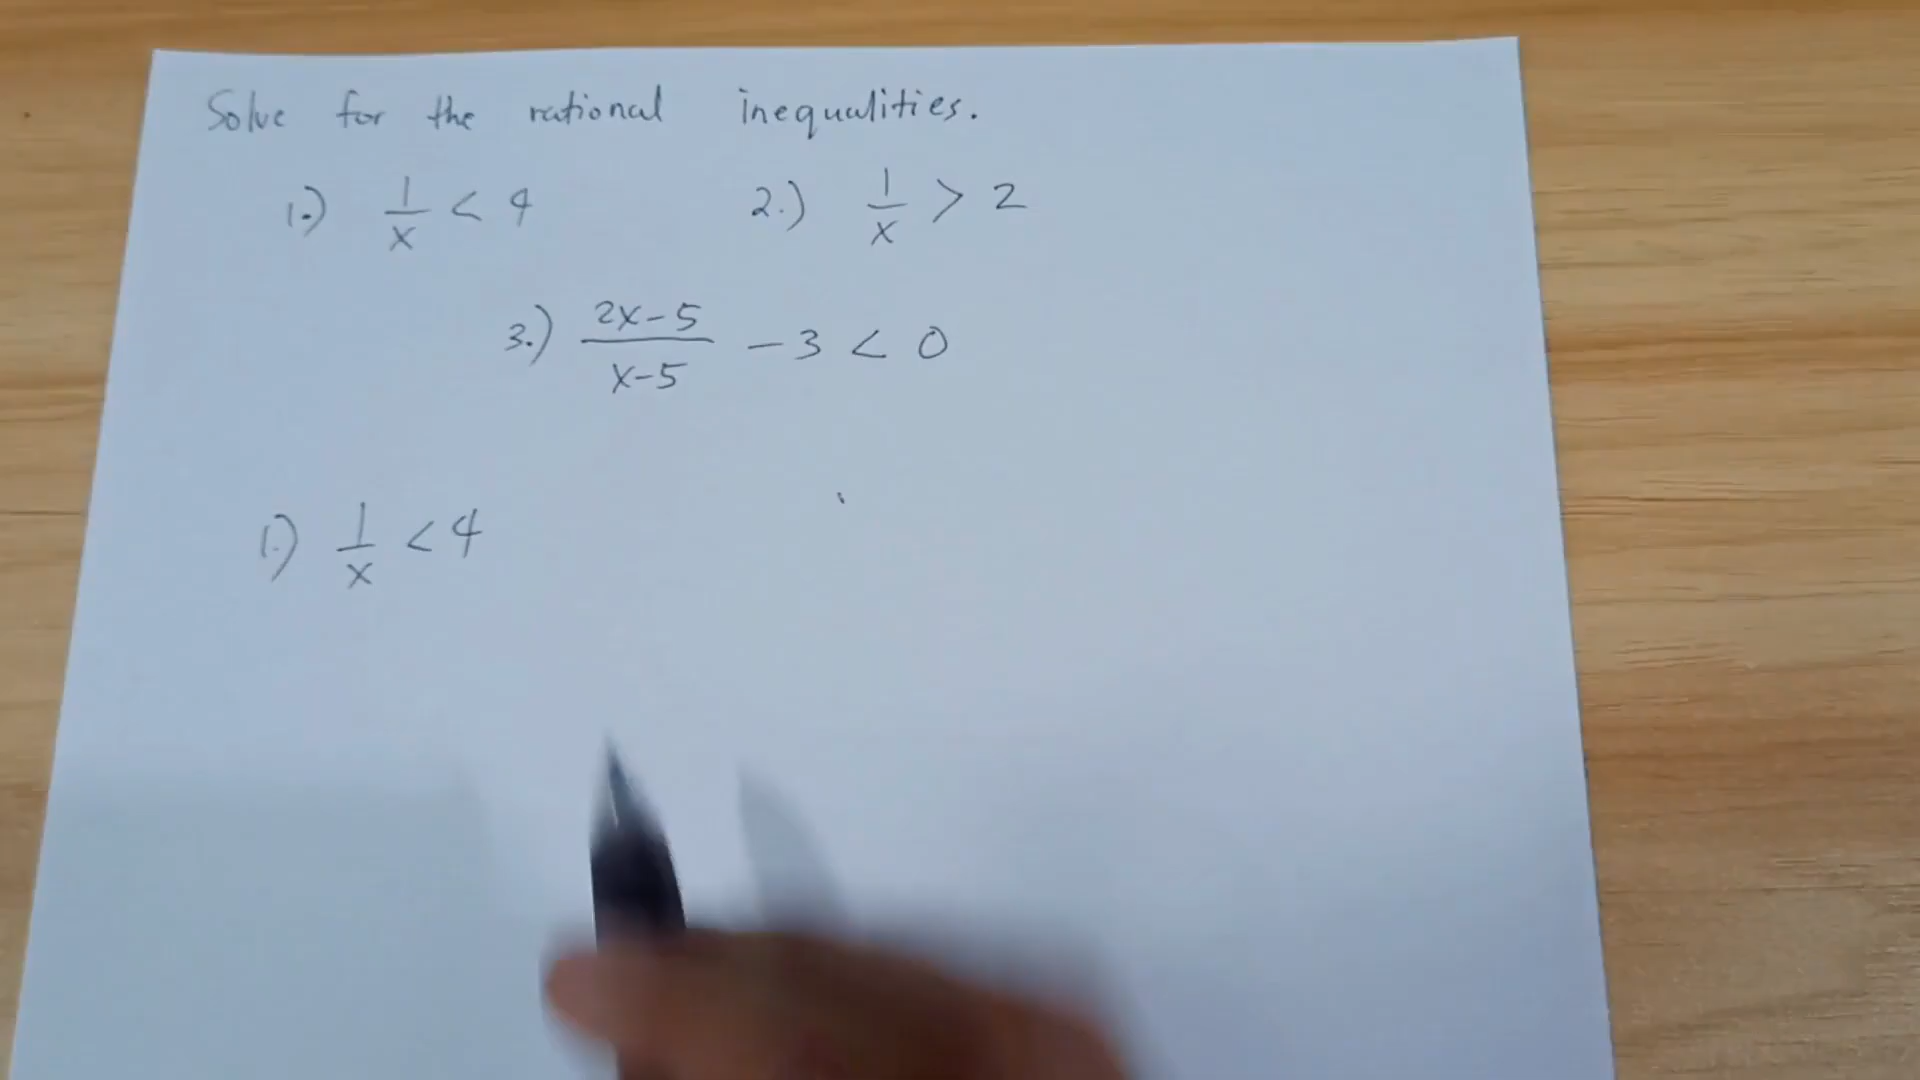 Solve for the rational inequalities.
1.) 1/x < 4 2.) 1/x > 2
3.) (2x-5)/(x-5) - 3 < 0
1.) 1/x < 4